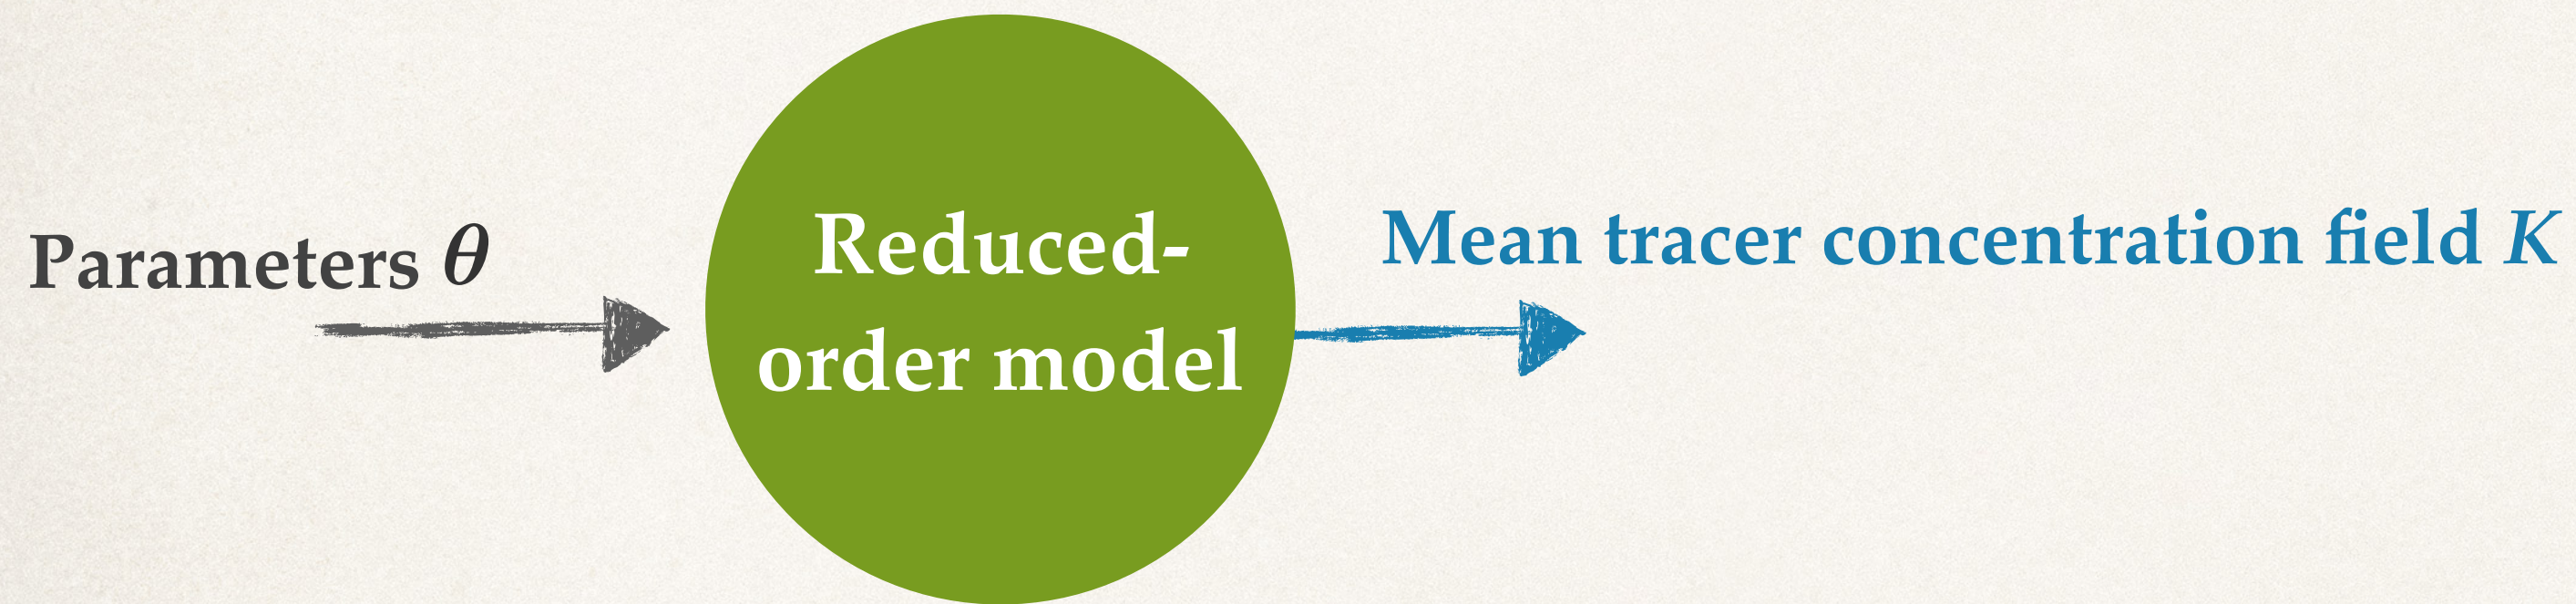 Parameters θ
Reduced-
order model
Mean tracer concentration field K